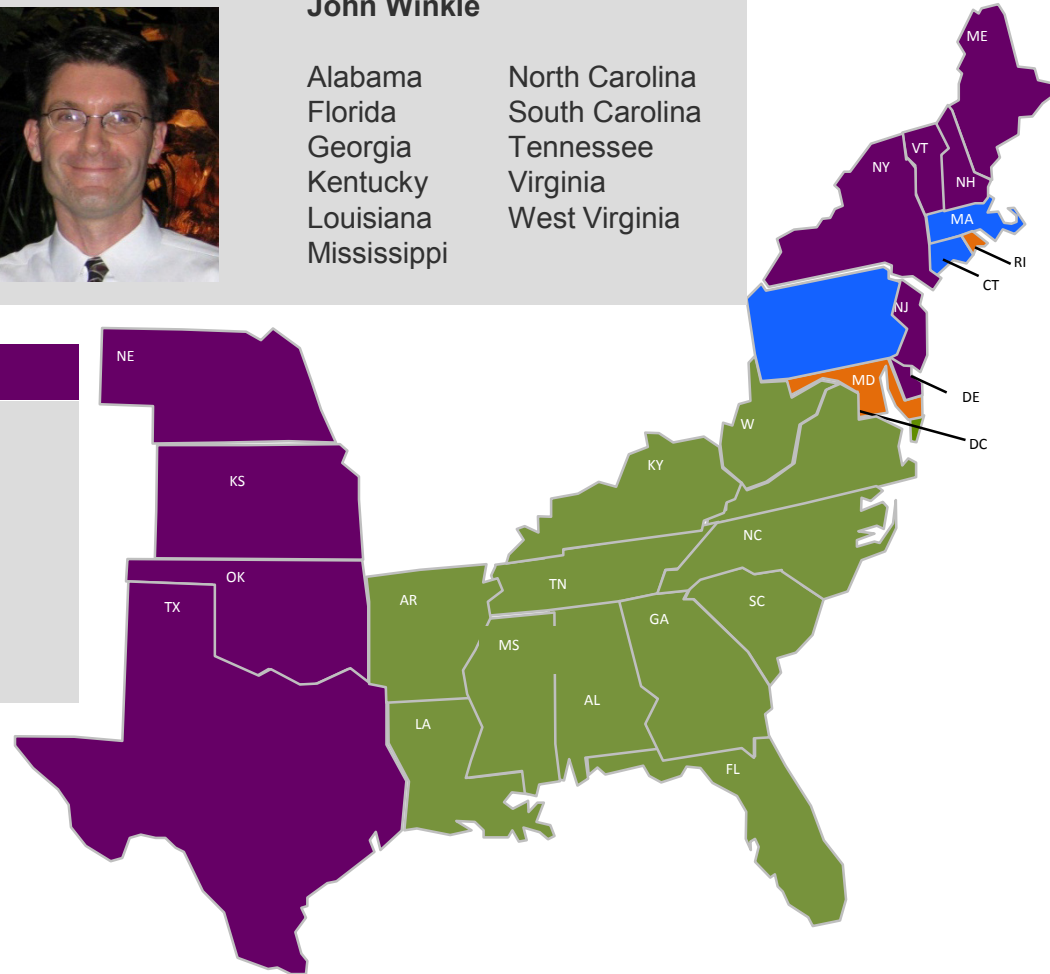 John Winkle
Alabama
Florida
Georgia
Kentucky
Louisiana
Mississippi
North Carolina
South Carolina
Tennessee
Virginia
West Virginia
ME
VT
NY
NH
MA
RI
CT
NJ
NE
MD
DE
W
DC
KY
KS
NC
OK
TN
AR
SC
TX
GA
MS
AL
LA
FL